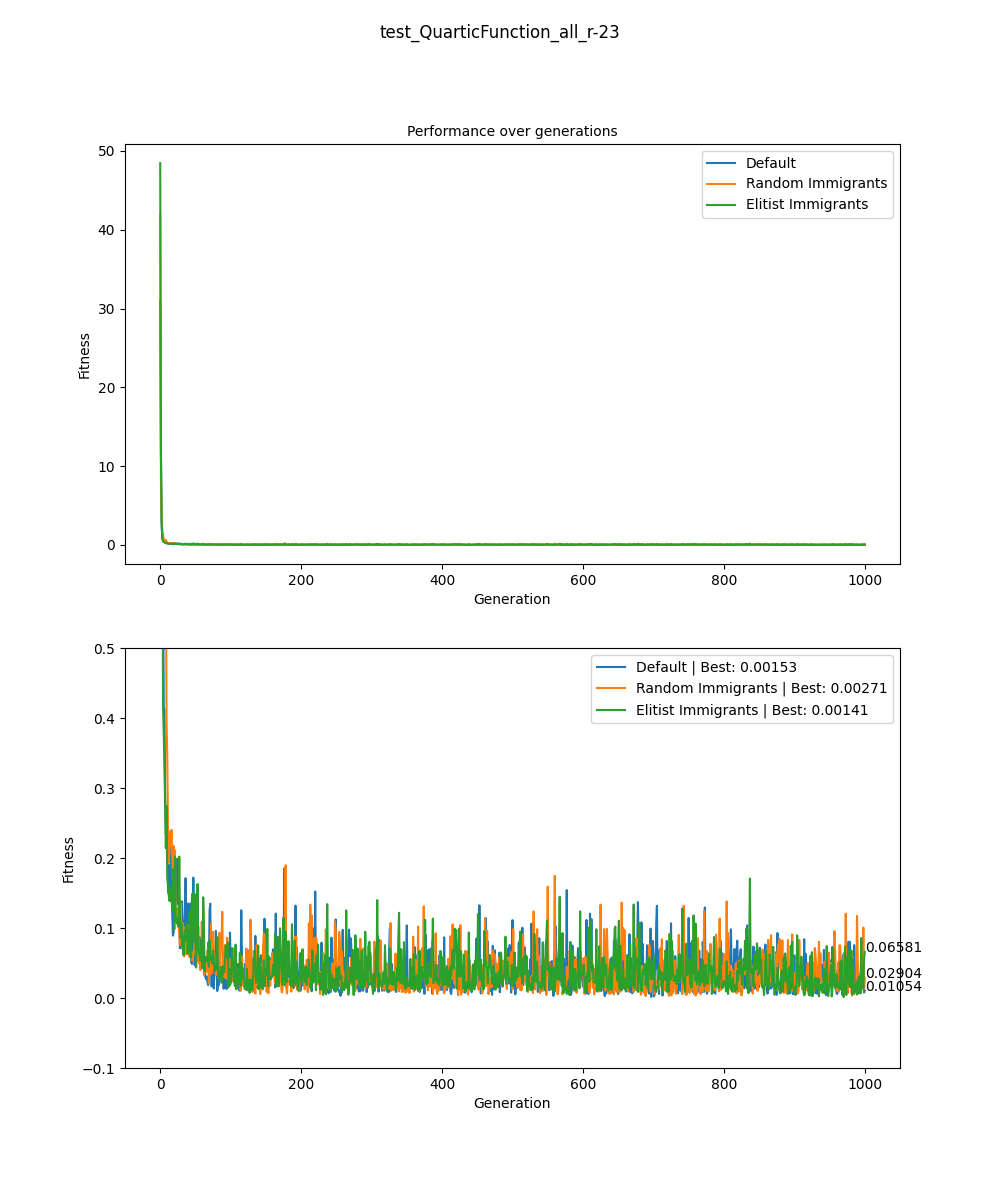 test_QuarticFunction_all_r-23
Performance over generations
50
40
30
20
10
0
Fitness
Default
Random Immigrants
Elitist Immigrants
0 200 400 600 800 1000
Generation
0.5
0.4
0.3
0.2
0.1
0.0
−0.1
Fitness
Default | Best: 0.00153
Random Immigrants | Best: 0.00271
Elitist Immigrants | Best: 0.00141
0.06581
0.02904
0.01054
0 200 400 600 800 1000
Generation